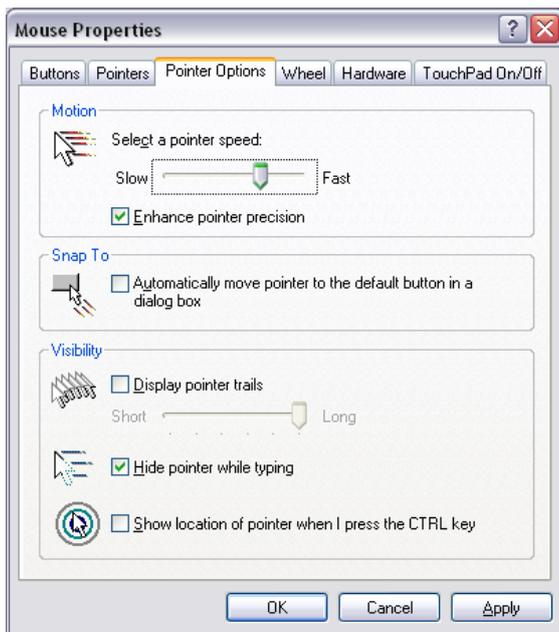 Mouse Properties
Buttons Pointers Pointer Options Wheel Hardware TouchPad On/Off
Motion
Select a pointer speed:
Slow Fast
Enhance pointer precision
Snap To
Automatically move pointer to the default button in a
dialog box
Visibility
Display pointer trails
Short Long
Hide pointer while typing
Show location of pointer when I press the CTRL key
OK Cancel Apply